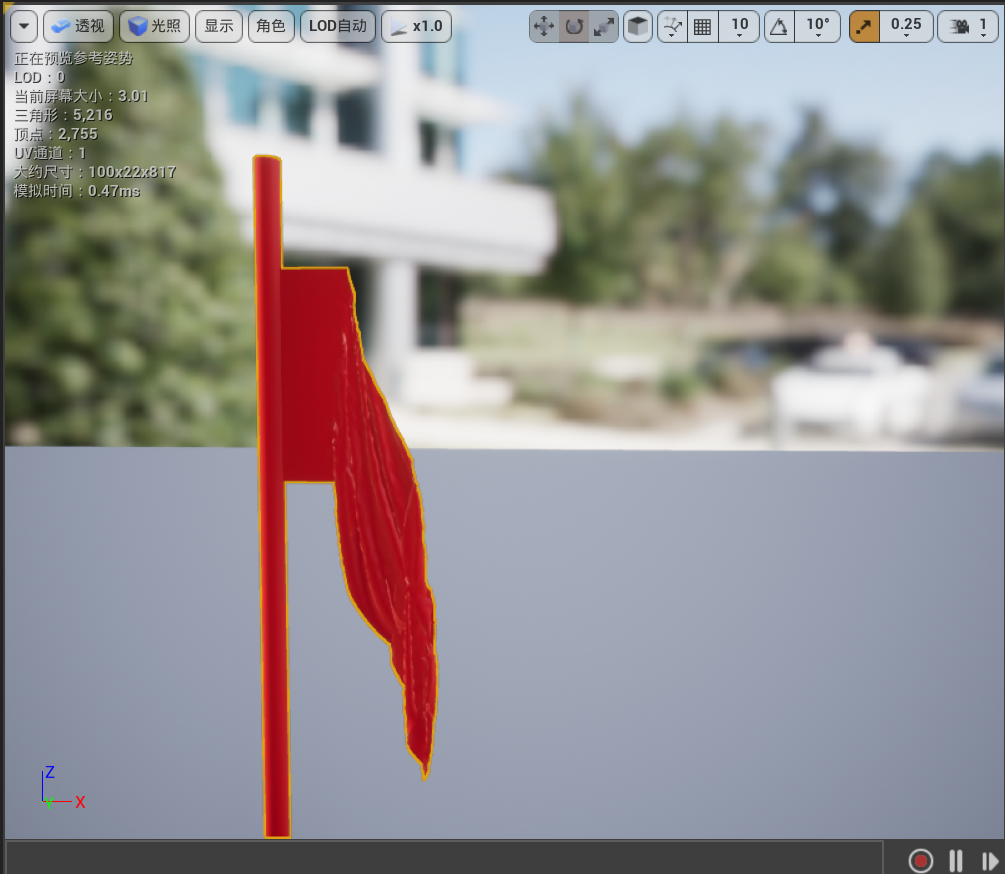 透视 光照 显示 角色 LOD自动 x1.0 10 10° 0.25 1
正在预览参考姿势
LOD：0
当前屏幕大小：3.01
三角形：5,216
顶点：2,755
UV通道：1
大约尺寸：100x22x817
模拟时间：0.47ms
Z
Y X